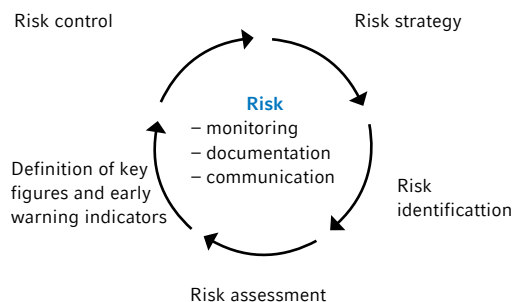 Risk control
Risk strategy
Risk
– monitoring
– documentation
– communication
Definition of key
figures and early
warning indicators
Risk
identificattion
Risk assessment